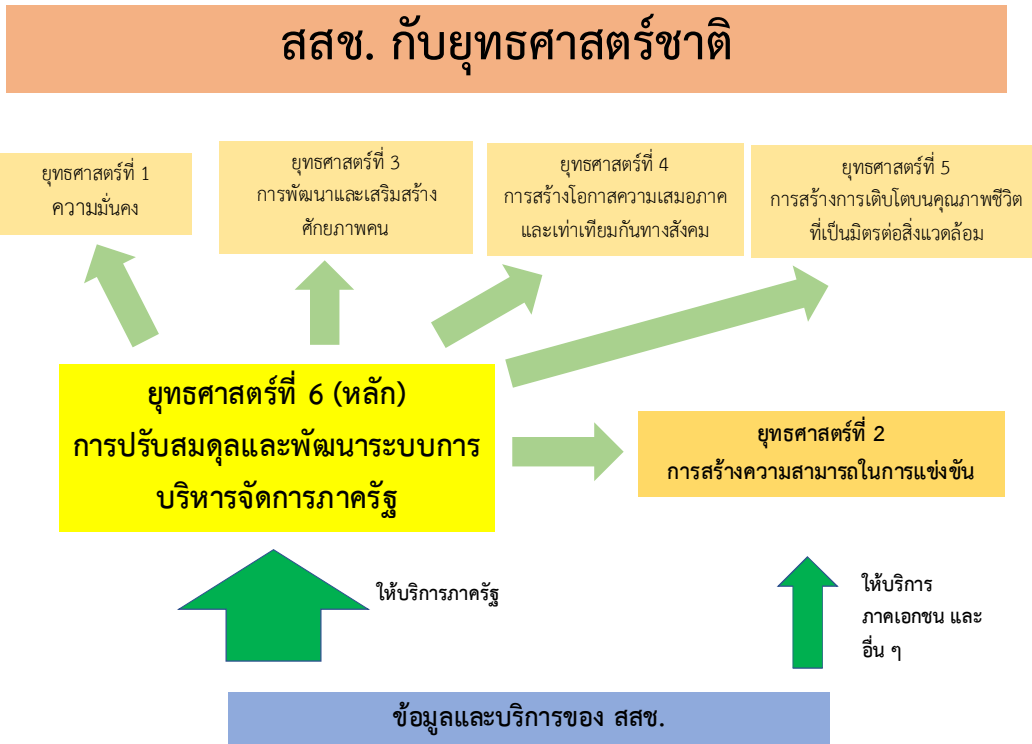 สสช. กับยุทธศาสตร์ชาติ
ยุทธศาสตร์ที่ 1
ความมั่นคง
ยุทธศาสตร์ที่ 3
การพัฒนาและเสริมสร้าง
ศักยภาพคน
ยุทธศาสตร์ที่ 4
การสร้างโอกาสความเสมอภาค
และเท่าเทียมกันทางสังคม
ยุทธศาสตร์ที่ 5
การสร้างการเติบโตบนคุณภาพชีวิต
ที่เป็นมิตรต่อสิ่งแวดล้อม
ยุทธศาสตร์ที่ 6 (หลัก)
การปรับสมดุลและพัฒนาระบบการ
บริหารจัดการภาครัฐ
ยุทธศาสตร์ที่ 2
การสร้างความสามารถในการแข่งขัน
ให้บริการภาครัฐ
ให้บริการ
ภาคเอกชน และ
อื่น ๆ
ข้อมูลและบริการของ สสช.